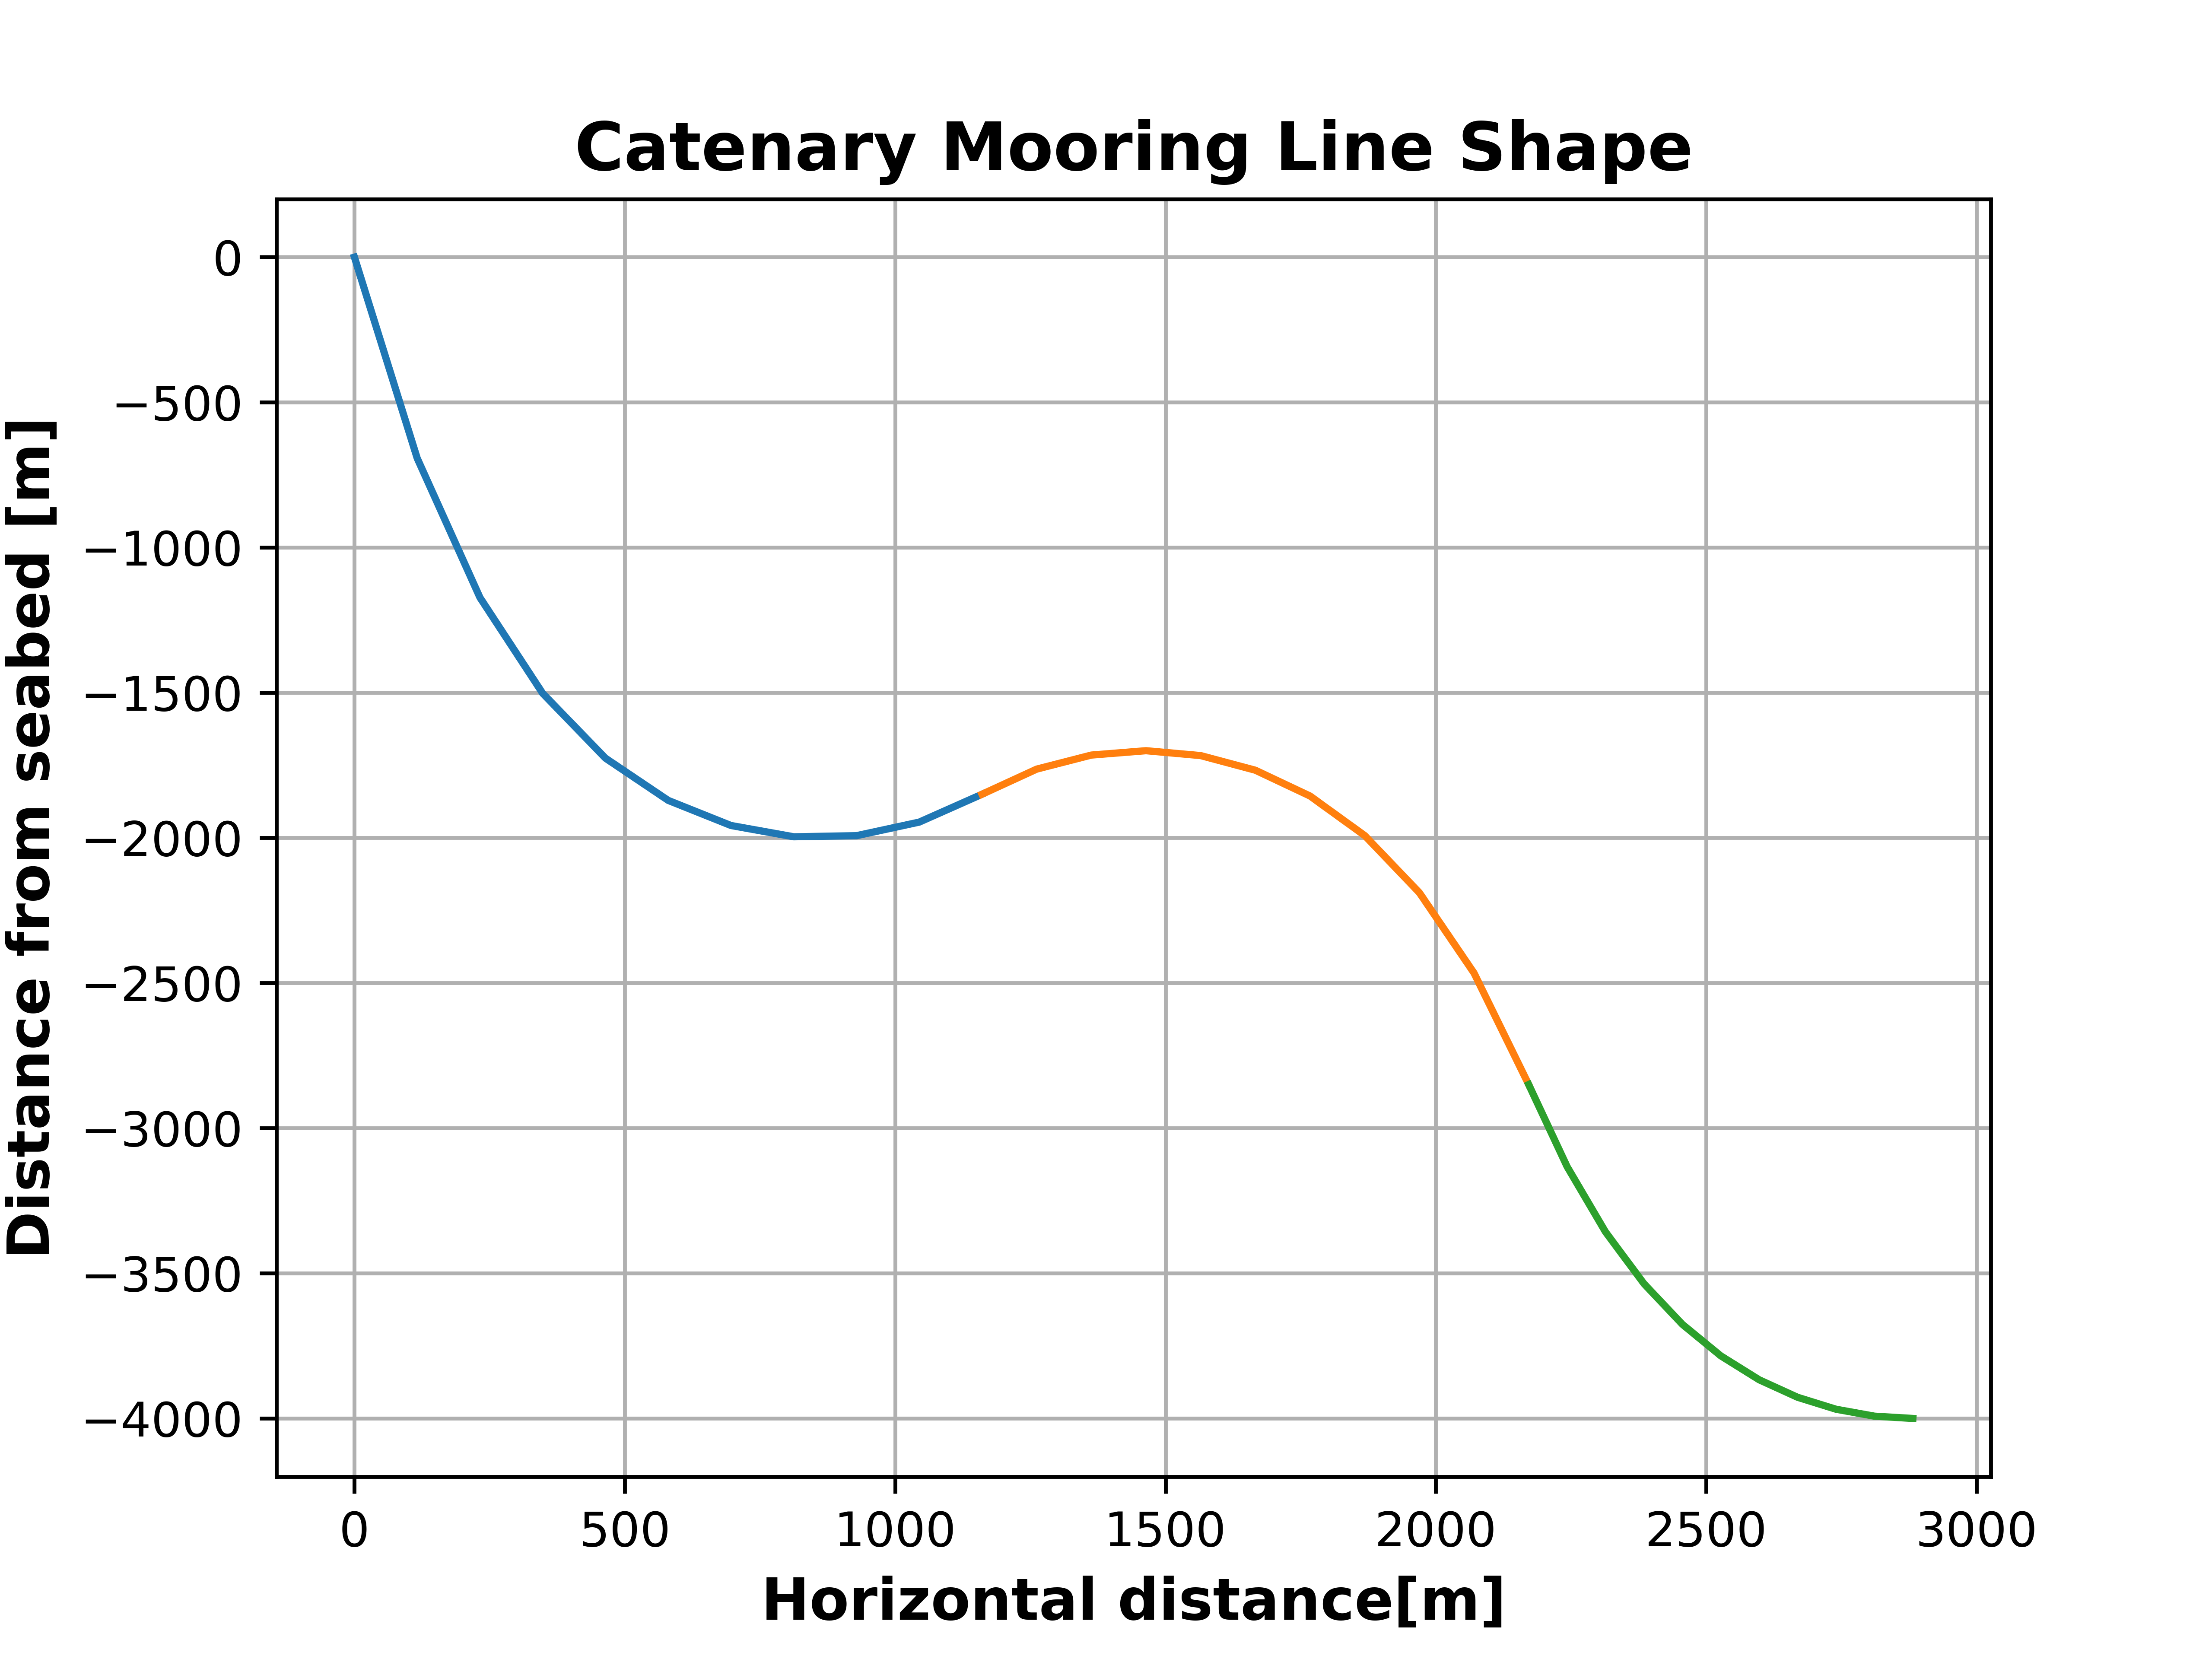 Catenary Mooring Line Shape
Distance from seabed [m]
0
−500
−1000
−1500
−2000
−2500
−3000
−3500
−4000
0 500 1000 1500 2000 2500 3000
Horizontal distance[m]